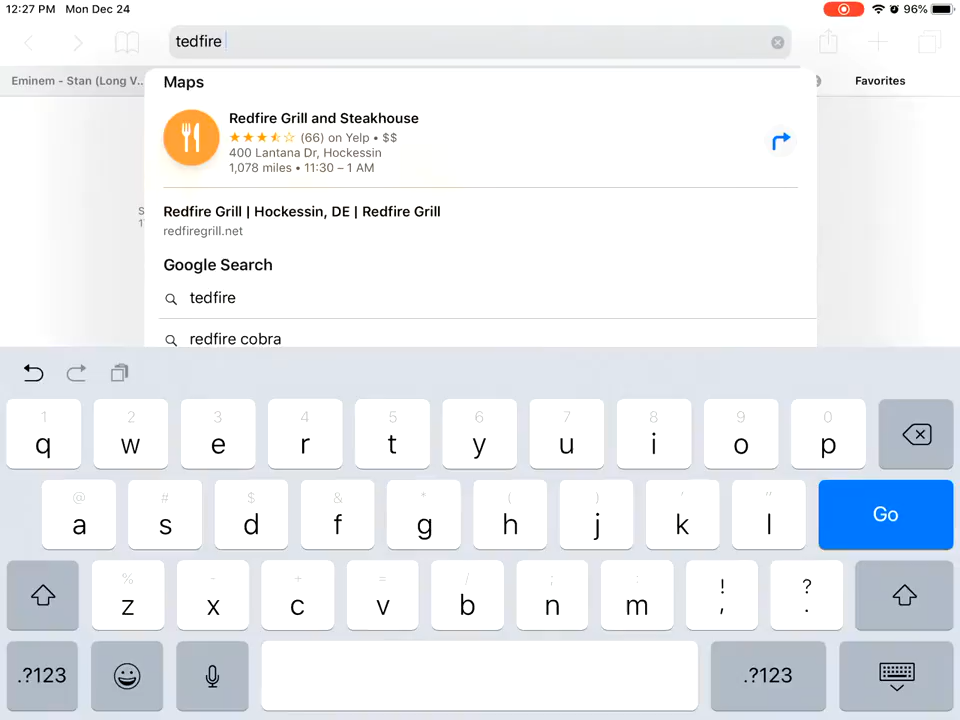 12:27 PM Mon Dec 24 96%
tedfire
Eminem - Stan (Long V... Favorites
Maps
Redfire Grill and Steakhouse
(66) on Yelp • $$
400 Lantana Dr, Hockessin
1,078 miles • 11:30 – 1 AM
Redfire Grill | Hockessin, DE | Redfire Grill
redfiregrill.net
Google Search
tedfire
redfire cobra
1 2 3 4 5 6 7 8 9 0
q w e r t y u i o p
@ # $ & * ( ) ' "
a s d f g h j k l Go
% - + = / ; : ! ?
z x c v b n m , .
.?123 .?123